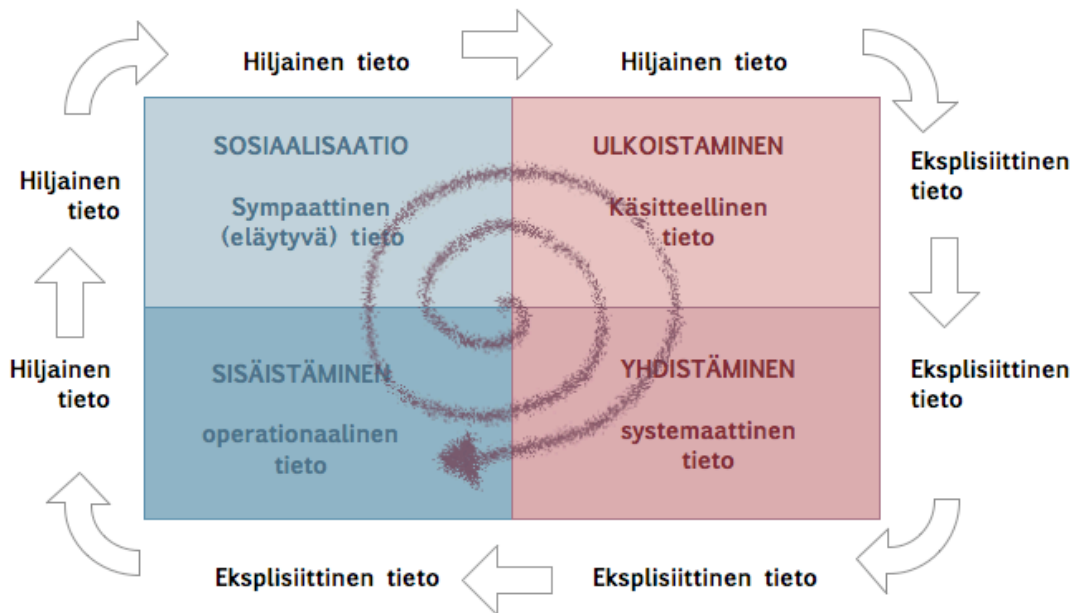 Hiljainen tieto
Hiljainen tieto
Hiljainen
tieto
SOSIAALISAATIO
Sympaattinen
(eläytyvä) tieto
ULKOISTAMINEN
Käsitteellinen
tieto
Eksplisiittinen
tieto
Hiljainen
tieto
SISÄISTÄMINEN
operationaalinen
tieto
YHDISTÄMINEN
systemaattinen
tieto
Eksplisiittinen
tieto
Eksplisiittinen tieto
Eksplisiittinen tieto